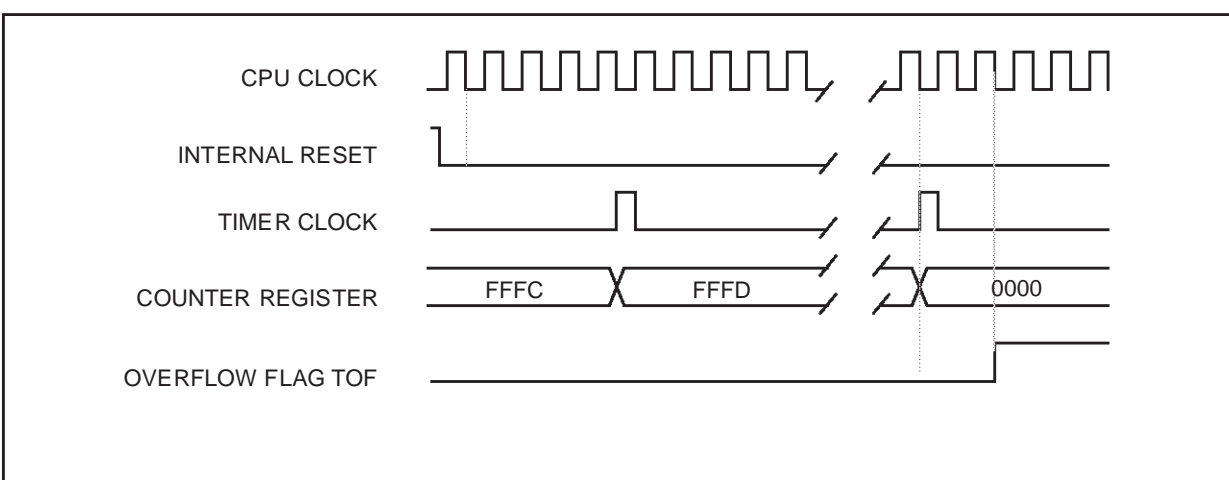 CPU CLOCK
INTERNAL RESET
TIMER CLOCK
COUNTER REGISTER FFFC FFFD 0000
OVERFLOW FLAG TOF